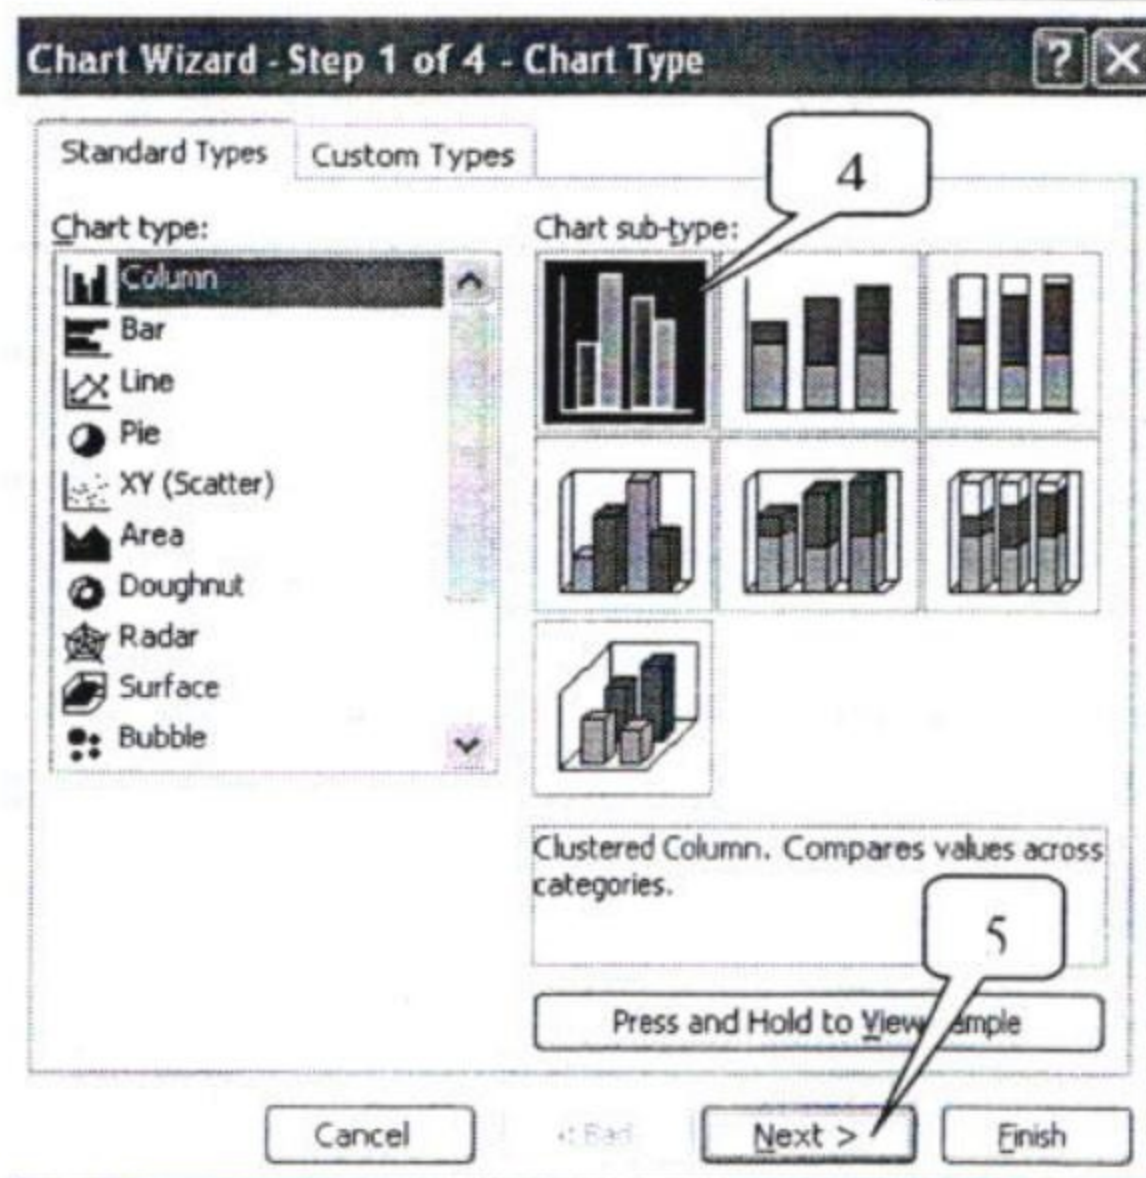 Chart Wizard - Step 1 of 4 - Chart Type
? X
Standard Types
Custom Types
4
Chart type:
Column
Bar
Line
Pie
XY (Scatter)
Area
Doughnut
Radar
Surface
Bubble
Chart sub-type:
Clustered Column. Compares values across
categories.
5
Press and Hold to View ample
Cancel
Next >
Finish